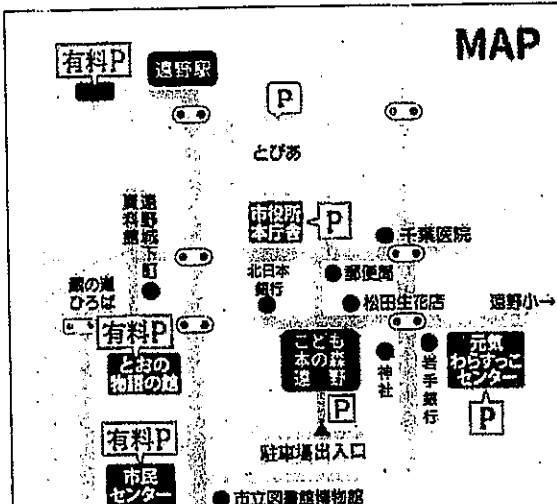 MAP
有料P
遠野駅
P
とぴあ
遠野城下町
資料館
市役所
本庁舎
P
千葉医院
北日本
銀行
郵便局
蔵の道
ひろば
松田生花店
遠野小→
有料P
とおの
物語の館
こども
本の森
遠野
神社
岩手銀行
元気
わらすっこ
センター
P
P
有料P
駐車場出入口
市民
センター
市立図書館博物館